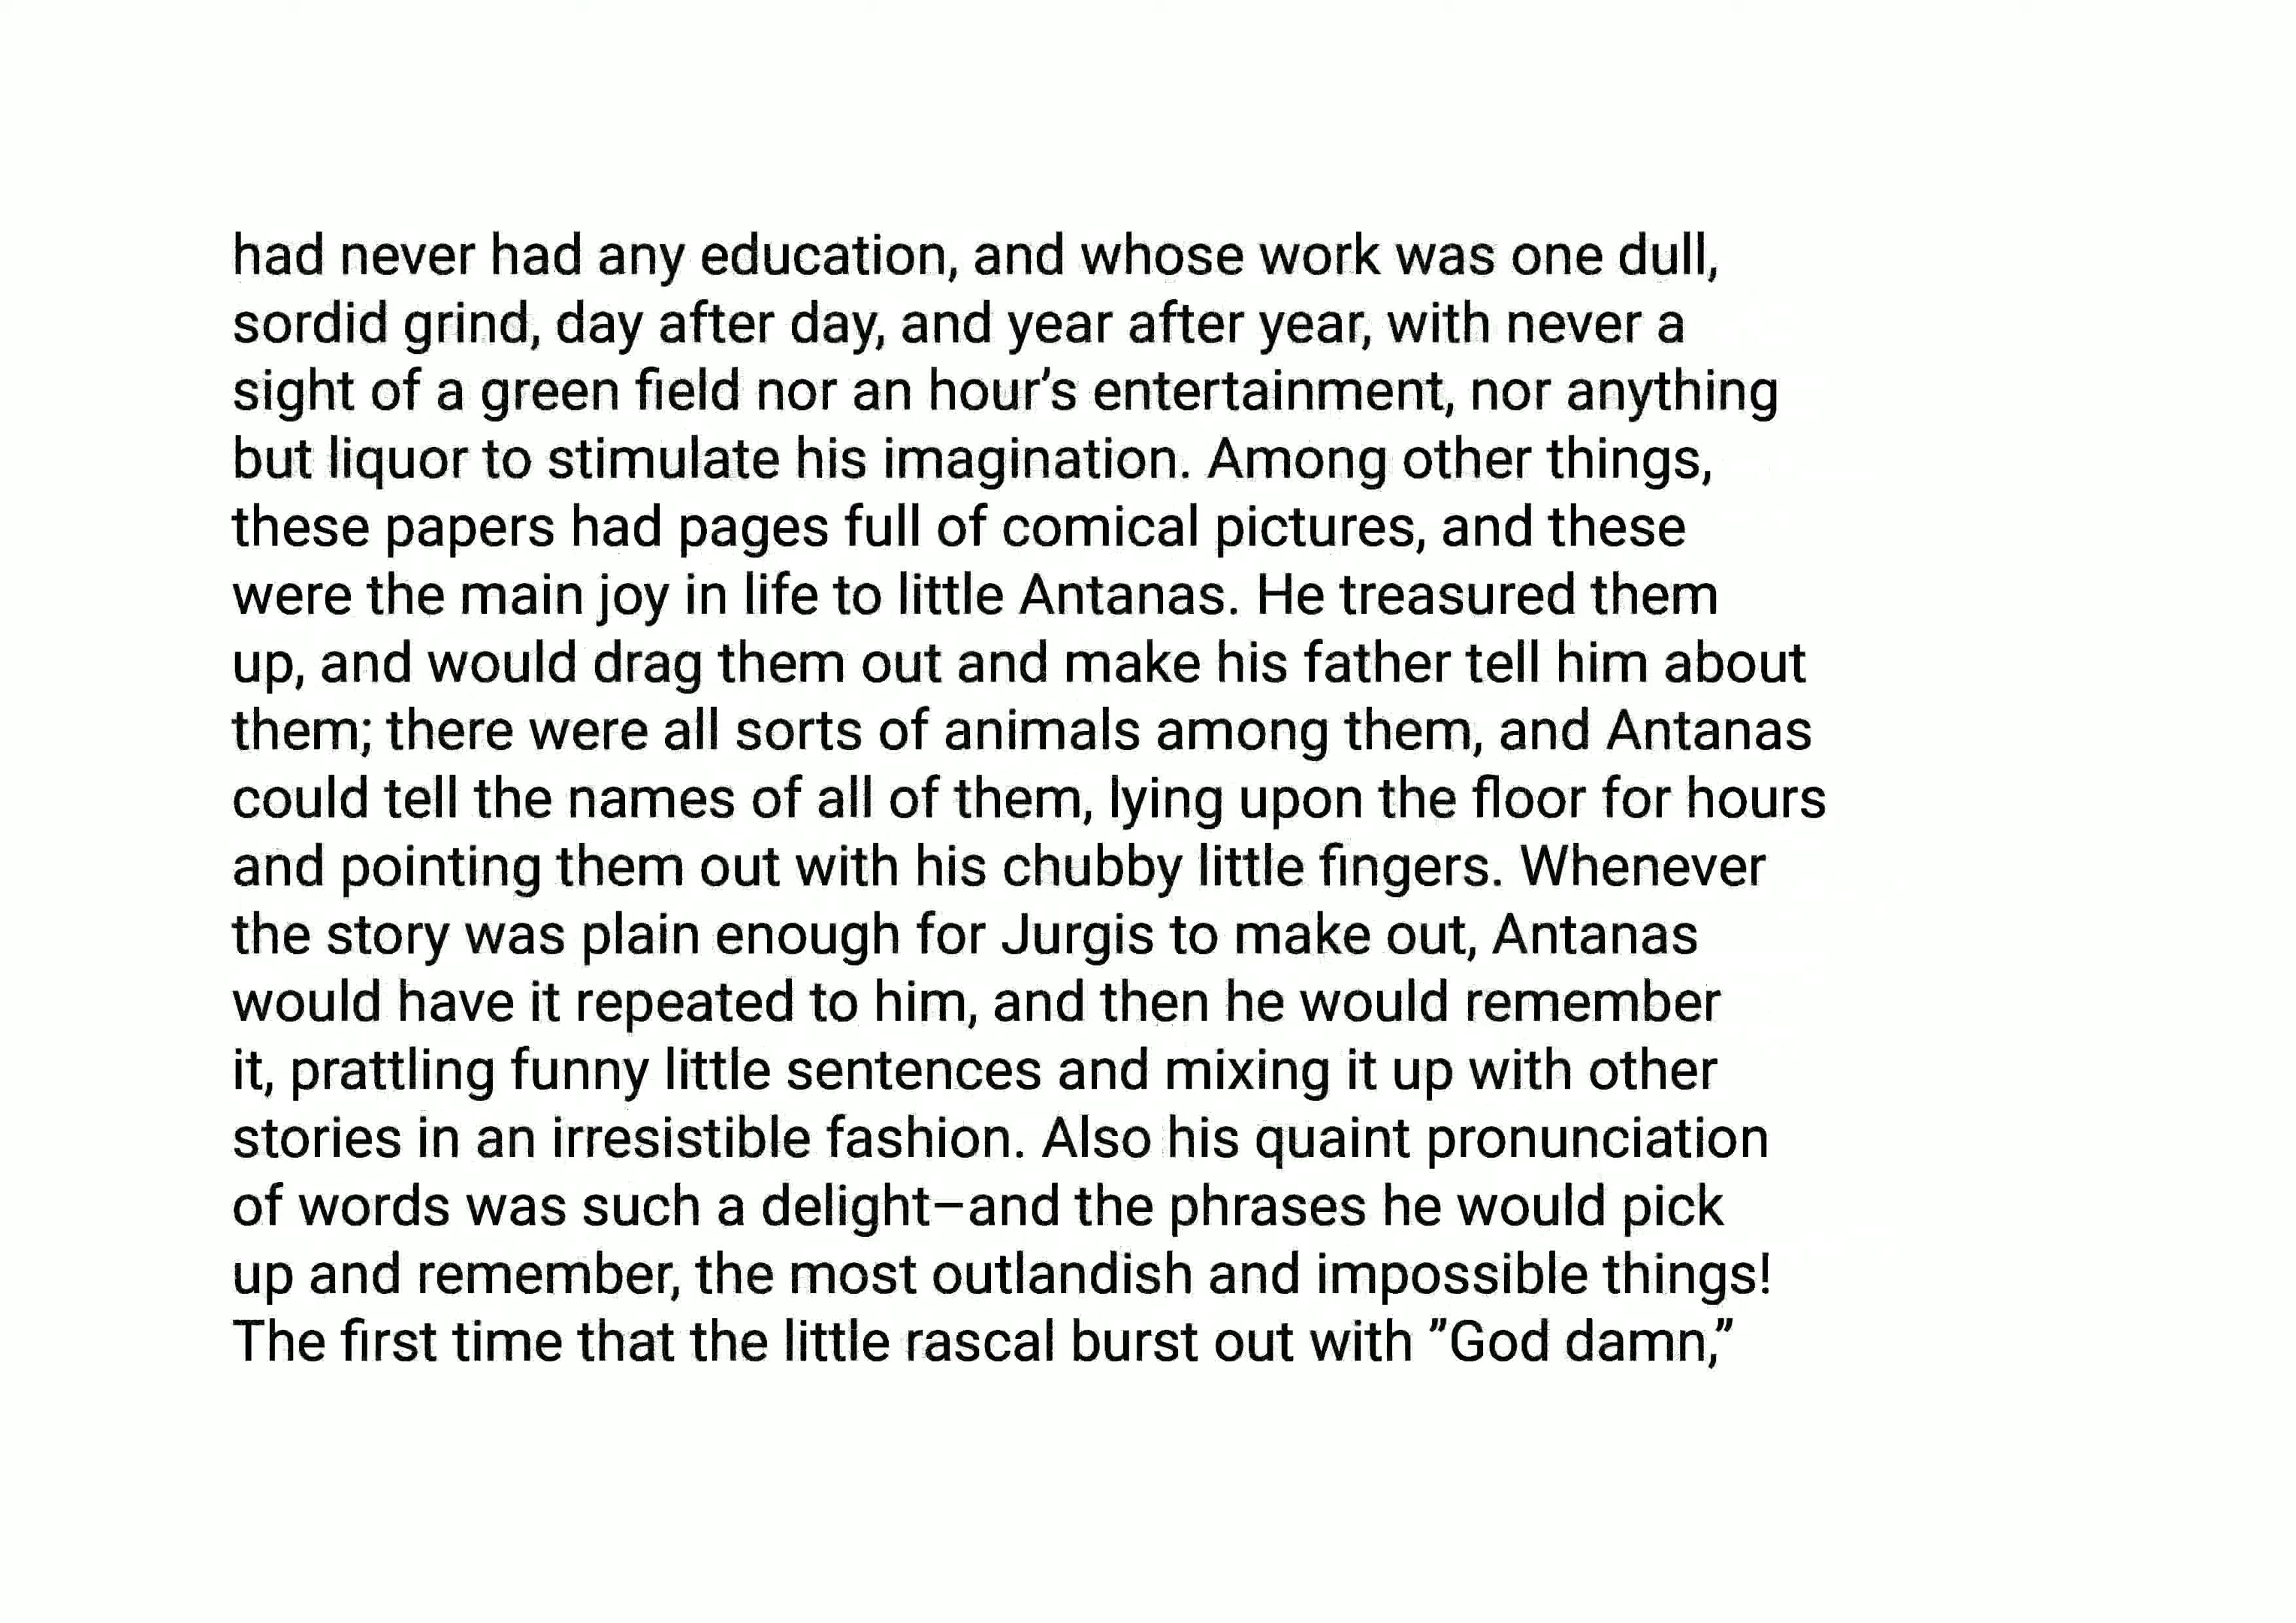 had never had any education, and whose work was one dull,
sordid grind, day after day, and year after year, with never a
sight of a green field nor an hour’s entertainment, nor anything
but liquor to stimulate his imagination. Among other things,
these papers had pages full of comical pictures, and these
were the main joy in life to little Antanas. He treasured them
up, and would drag them out and make his father tell him about
them; there were all sorts of animals among them, and Antanas
could tell the names of all of them, lying upon the floor for hours
and pointing them out with his chubby little fingers. Whenever
the story was plain enough for Jurgis to make out, Antanas
would have it repeated to him, and then he would remember
it, prattling funny little sentences and mixing it up with other
stories in an irresistible fashion. Also his quaint pronunciation
of words was such a delight–and the phrases he would pick
up and remember, the most outlandish and impossible things!
The first time that the little rascal burst out with ”God damn,”